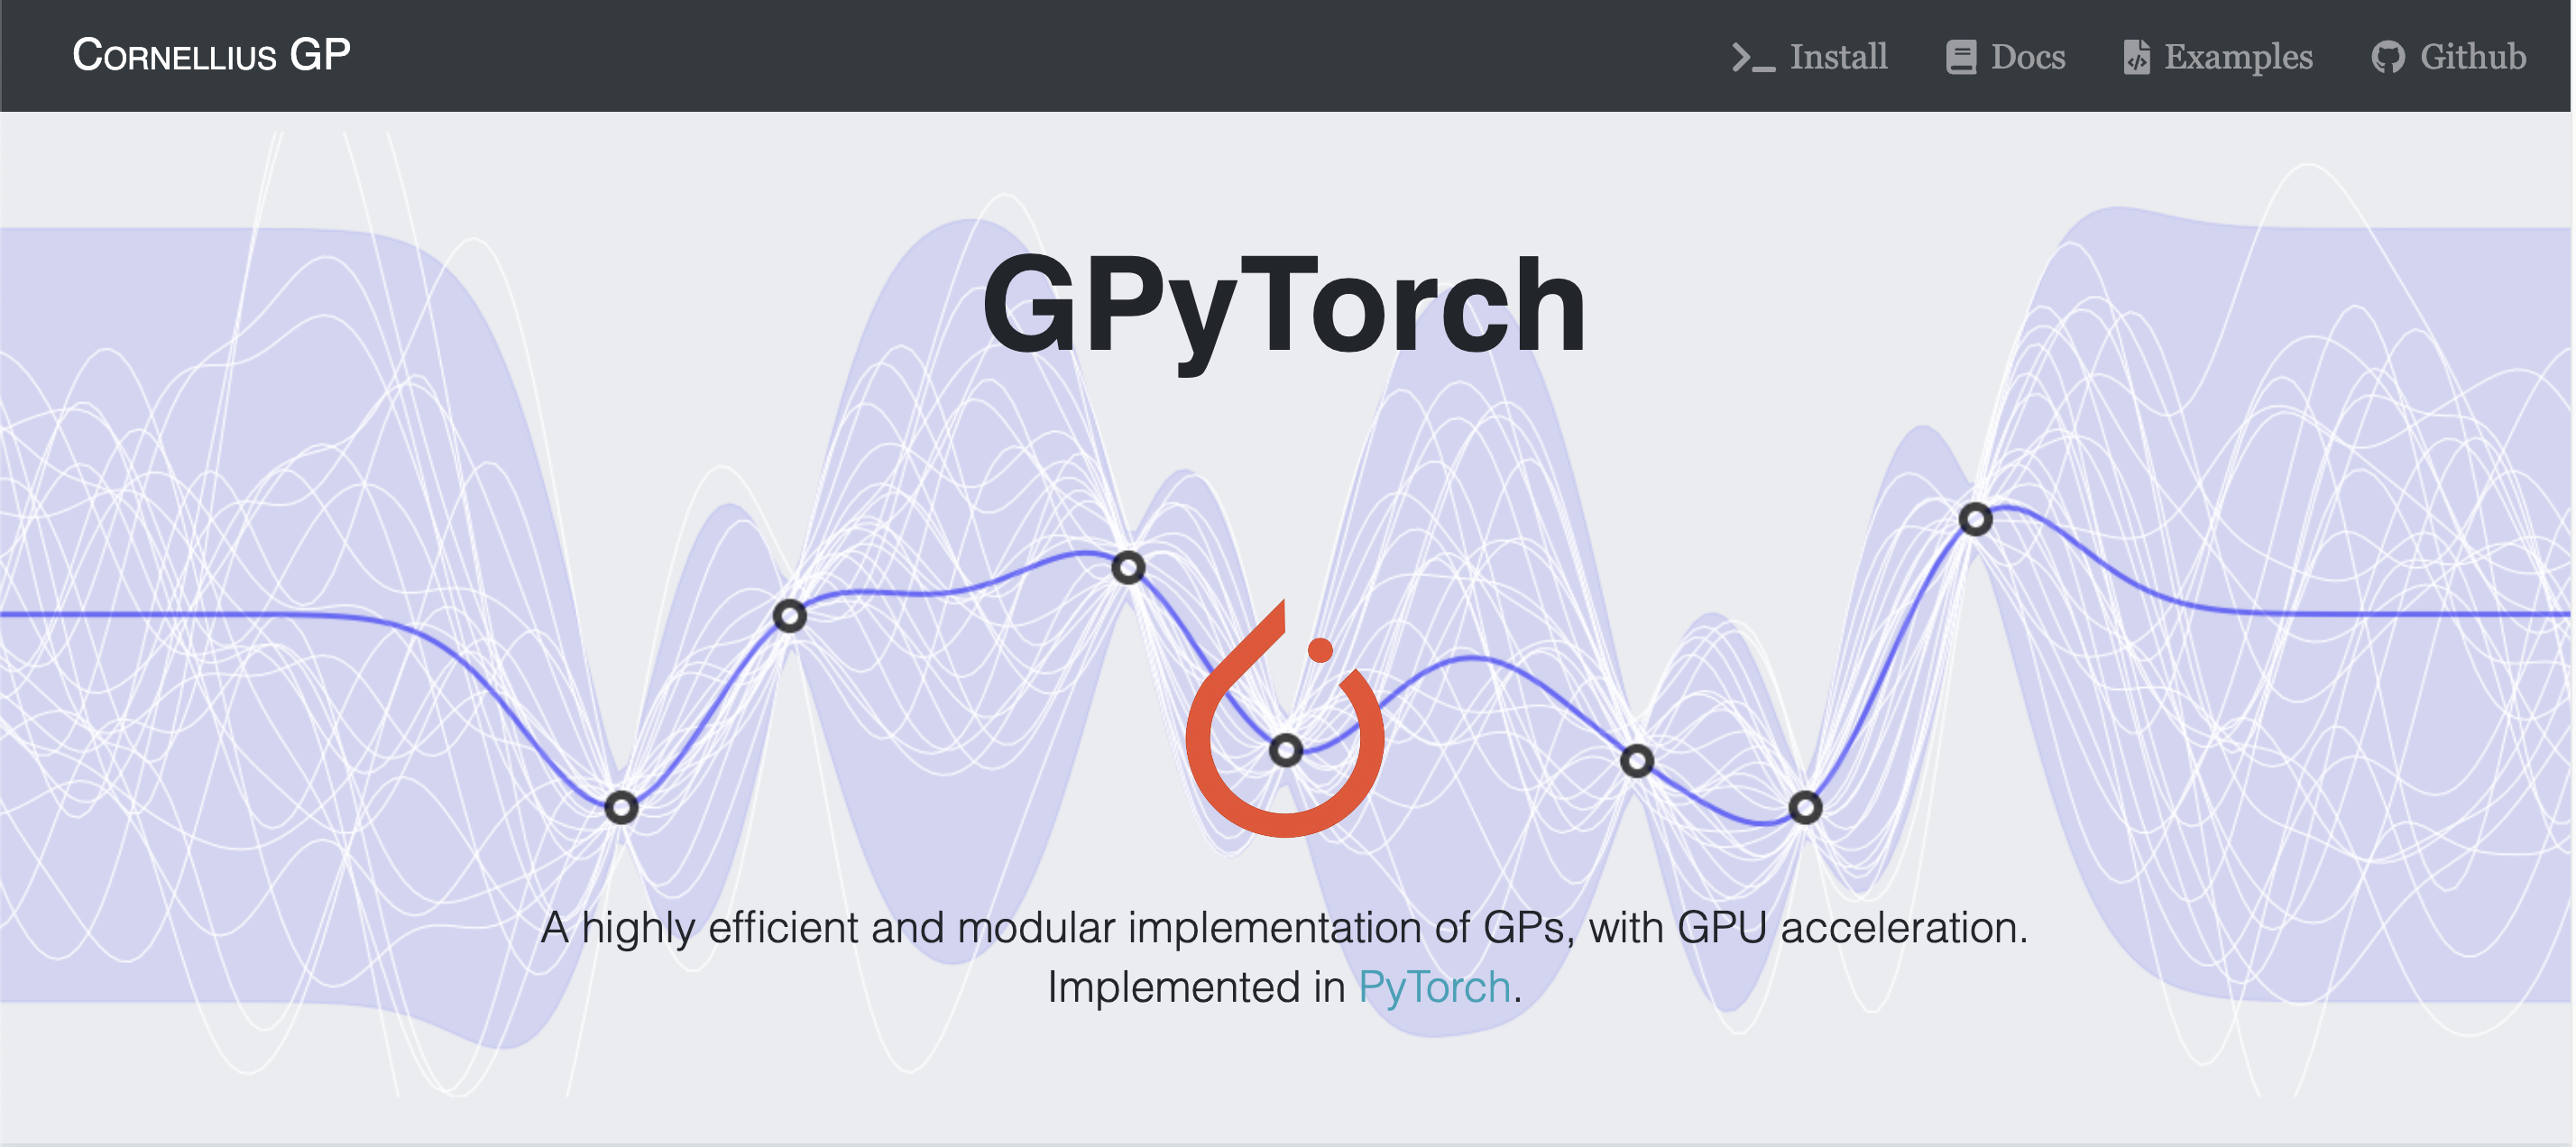 CORNELLIUS GP
Install
Docs
Examples
Github
GPyTorch
A highly efficient and modular implementation of GPs, with GPU acceleration.
Implemented in PyTorch.